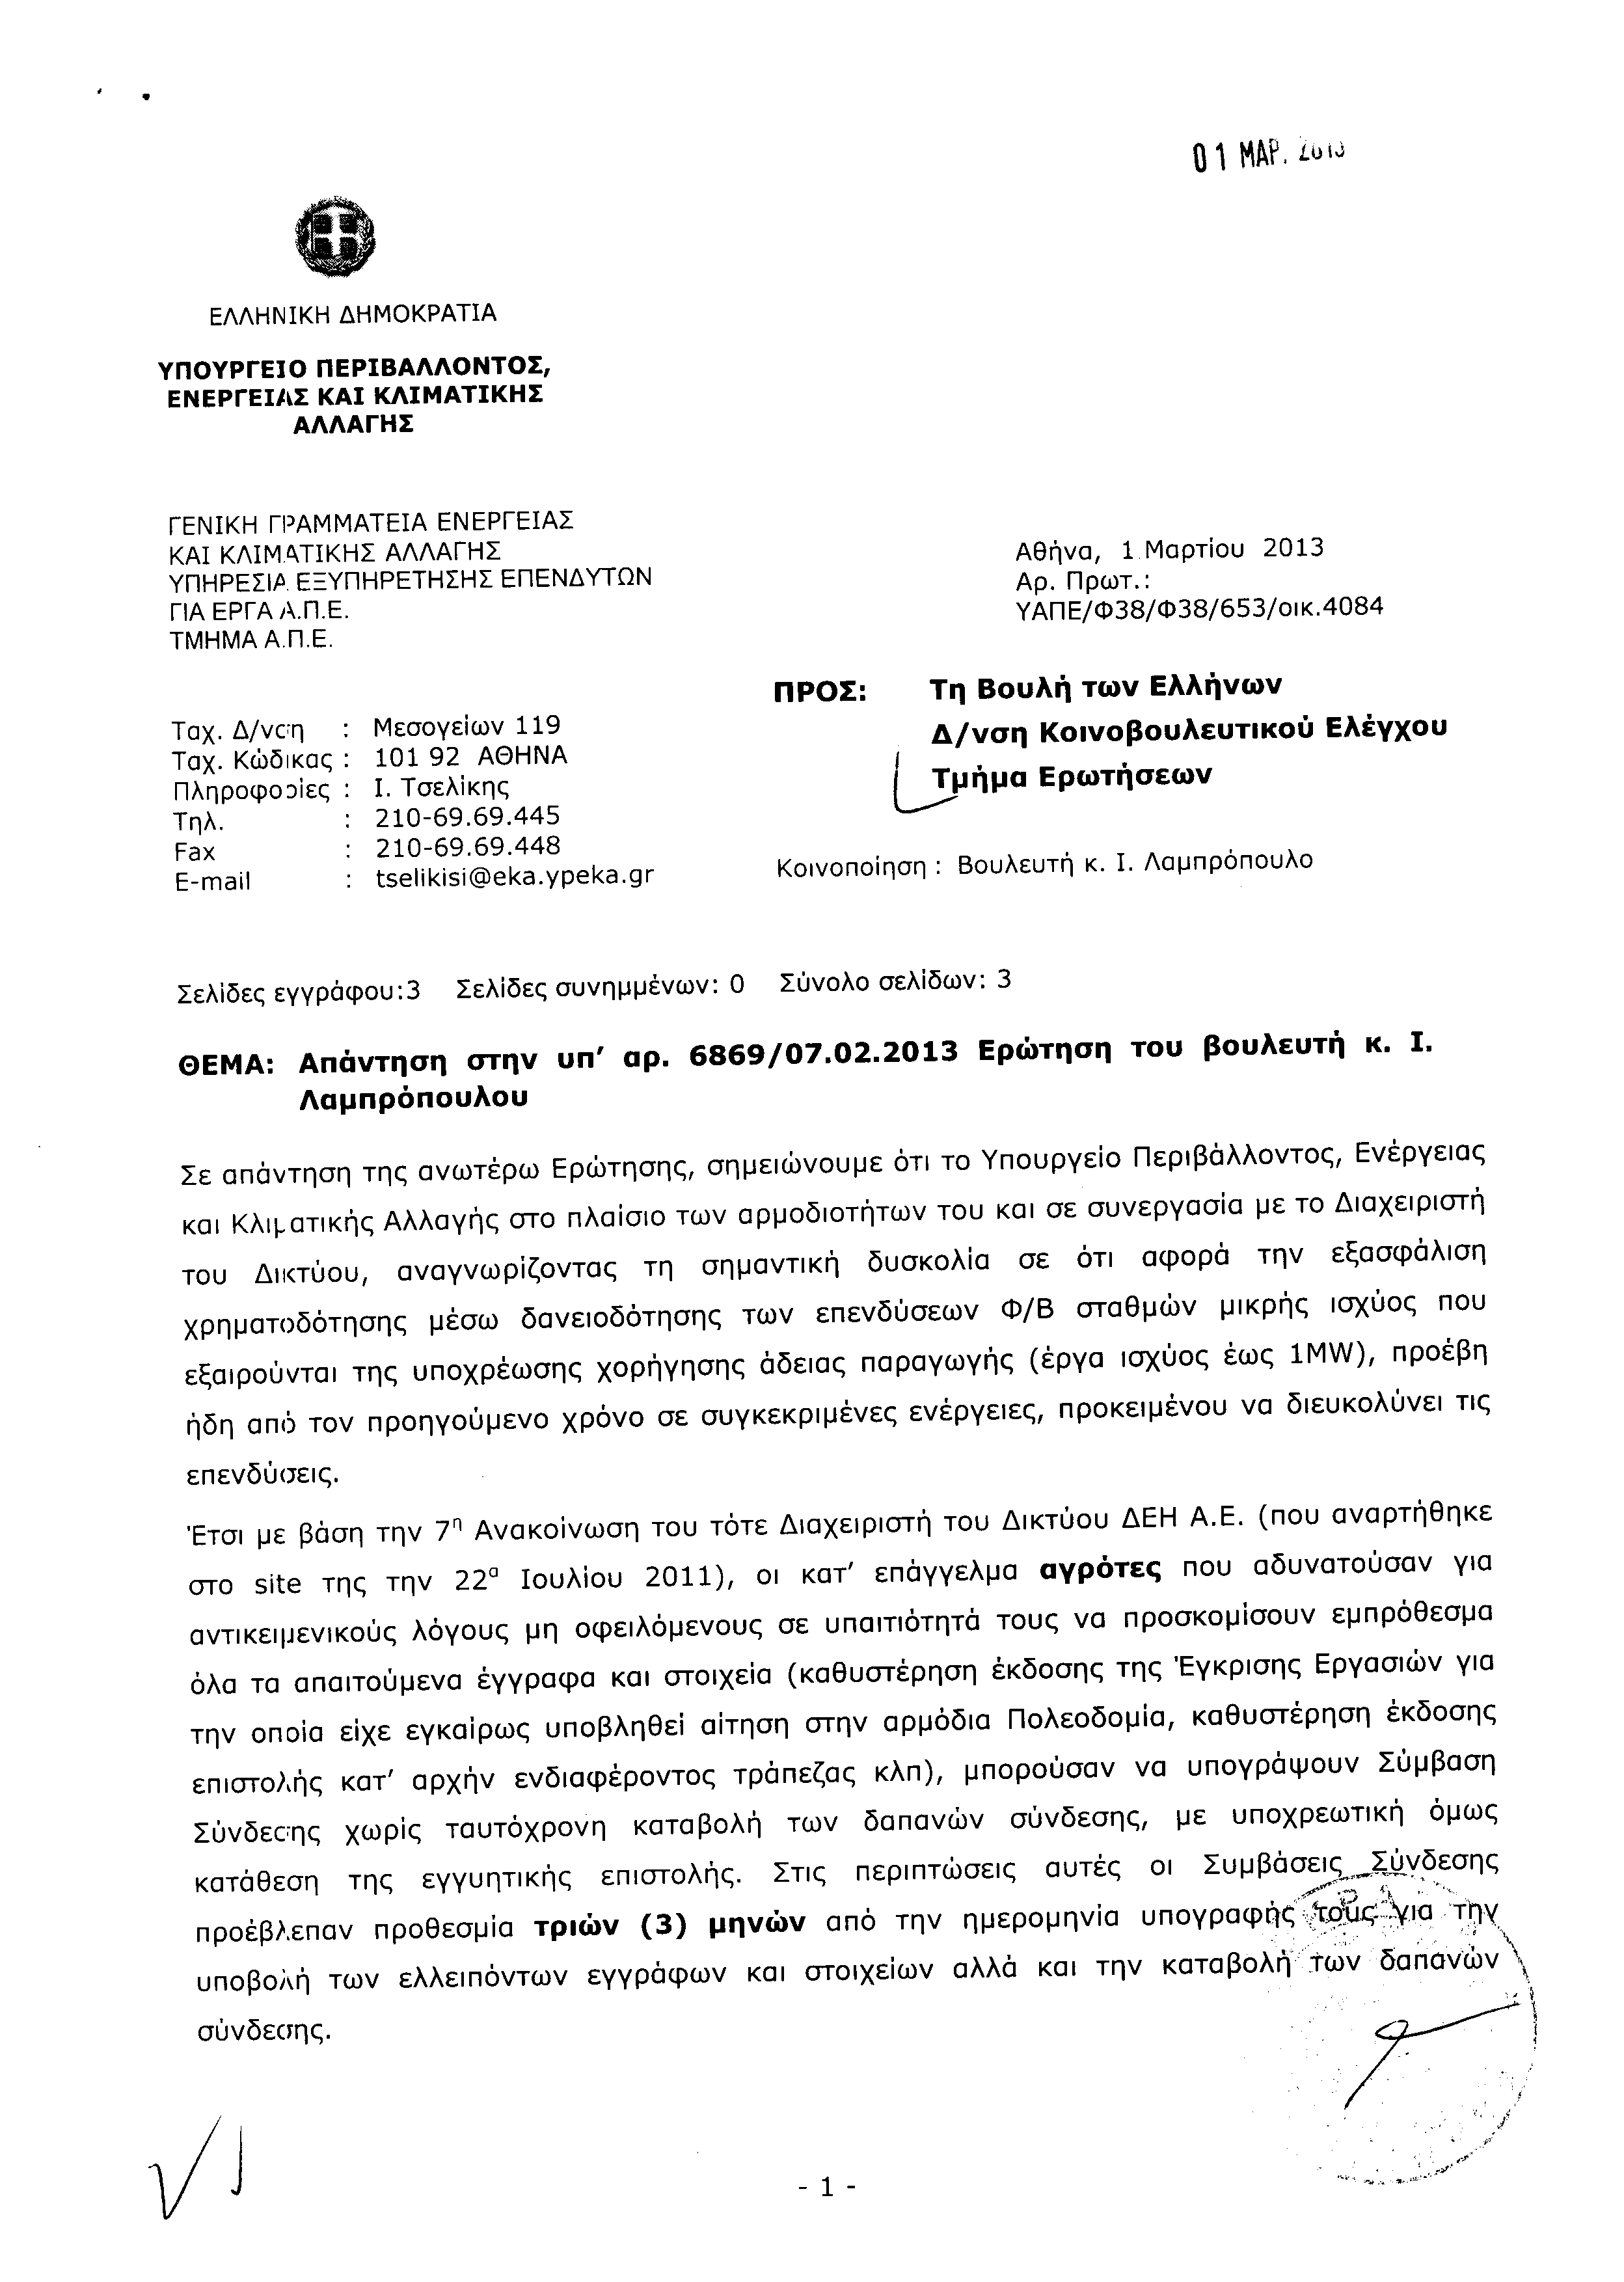 01 ΜΑΡ. 2013
ΕΛΛΗΝΙΚΗ ΔΗΜΟΚΡΑΤΙΑ
ΥΠΟΥΡΓΕΙΟ ΠΕΡΙΒΑΛΛΟΝΤΟΣ,
ΕΝΕΡΓΕΙΑΣ ΚΑΙ ΚΛΙΜΑΤΙΚΗΣ
ΑΛΛΑΓΗΣ
ΓΕΝΙΚΗ ΓΡΑΜΜΑΤΕΙΑ ΕΝΕΡΓΕΙΑΣ
ΚΑΙ ΚΛΙΜΑΤΙΚΗΣ ΑΛΛΑΓΗΣ
ΥΠΗΡΕΣΙΑ ΕΞΥΠΗΡΕΤΗΣΗΣ ΕΠΕΝΔΥΤΩΝ
ΓΙΑ ΕΡΓΑ Α.Π.Ε.
ΤΜΗΜΑ Α.Π.Ε.
Αθήνα, 1 Μαρτίου 2013
Αρ. Πρωτ.:
ΥΑΠΕ/Φ38/Φ38/653/οικ.4084
Ταχ. Δ/νση : Μεσογείων 119
Ταχ. Κώδικας : 101 92 ΑΘΗΝΑ
Πληροφορίες : Ι. Τσελίκης
Τηλ. : 210-69.69.445
Fax : 210-69.69.448
E-mail : tselikisi@eka.ypeka.gr
ΠΡΟΣ: Τη Βουλή των Ελλήνων
Δ/νση Κοινοβουλευτικού Ελέγχου
Τμήμα Ερωτήσεων
Κοινοποίηση : Βουλευτή κ. Ι. Λαμπρόπουλο
Σελίδες εγγράφου:3 Σελίδες συνημμένων: 0 Σύνολο σελίδων: 3
ΘΕΜΑ: Απάντηση στην υπ' αρ. 6869/07.02.2013 Ερώτηση του βουλευτή κ. Ι.
Λαμπρόπουλου
Σε απάντηση της ανωτέρω Ερώτησης, σημειώνουμε ότι το Υπουργείο Περιβάλλοντος, Ενέργειας
και Κλιματικής Αλλαγής στο πλαίσιο των αρμοδιοτήτων του και σε συνεργασία με το Διαχειριστή
του Δικτύου, αναγνωρίζοντας τη σημαντική δυσκολία σε ότι αφορά την εξασφάλιση
χρηματοδότησης μέσω δανειοδότησης των επενδύσεων Φ/Β σταθμών μικρής ισχύος που
εξαιρούνται της υποχρέωσης χορήγησης άδειας παραγωγής (έργα ισχύος έως 1MW), προέβη
ήδη από τον προηγούμενο χρόνο σε συγκεκριμένες ενέργειες, προκειμένου να διευκολύνει τις
επενδύσεις.
Έτσι με βάση την 7η Ανακοίνωση του τότε Διαχειριστή του Δικτύου ΔΕΗ Α.Ε. (που αναρτήθηκε
στο site της την 22α Ιουλίου 2011), οι κατ' επάγγελμα αγρότες που αδυνατούσαν για
αντικειμενικούς λόγους μη οφειλόμενους σε υπαιτιότητά τους να προσκομίσουν εμπρόθεσμα
όλα τα απαιτούμενα έγγραφα και στοιχεία (καθυστέρηση έκδοσης της Έγκρισης Εργασιών για
την οποία είχε εγκαίρως υποβληθεί αίτηση στην αρμόδια Πολεοδομία, καθυστέρηση έκδοσης
επιστολής κατ' αρχήν ενδιαφέροντος τράπεζας κλπ), μπορούσαν να υπογράψουν Σύμβαση
Σύνδεσης χωρίς ταυτόχρονη καταβολή των δαπανών σύνδεσης, με υποχρεωτική όμως
κατάθεση της εγγυητικής επιστολής. Στις περιπτώσεις αυτές οι Συμβάσεις Σύνδεσης
προέβλεπαν προθεσμία τριών (3) μηνών από την ημερομηνία υπογραφής τους για την
υποβολή των ελλειπόντων εγγράφων και στοιχείων αλλά και την καταβολή των δαπανών
σύνδεσης.
- 1 -